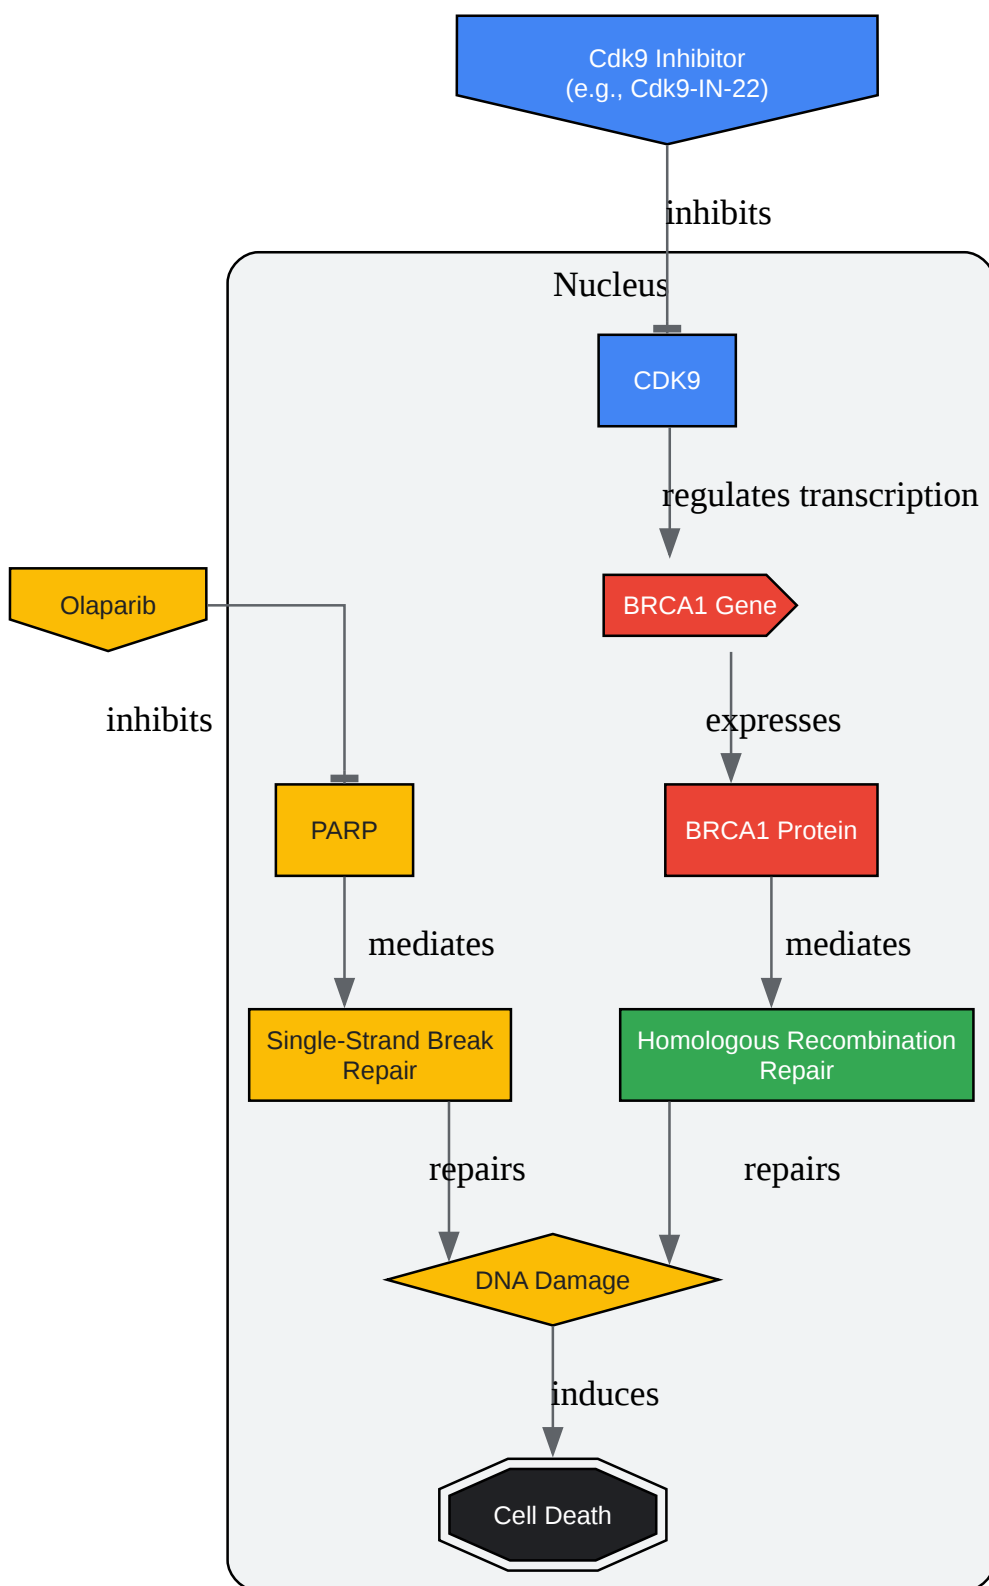 Cdk9 Inhibitor
(e.g., Cdk9-IN-22)
inhibits
Nucleus
CDK9
regulates transcription
Olaparib
BRCA1 Gene
inhibits
expresses
PARP
BRCA1 Protein
mediates
mediates
Single-Strand Break
Repair
Homologous Recombination
Repair
repairs
repairs
DNA Damage
induces
Cell Death